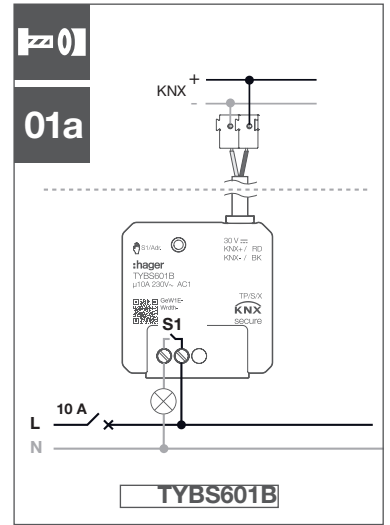 KNX
+
-
01a
S1/Adr.
30 V
KNX+/ RD
KNX-/ BK
:hager
TYBS601B
µ10A 230V~ AC1
TP/S/X
KNX
secure
S1
10 A
L
N
TYBS601B